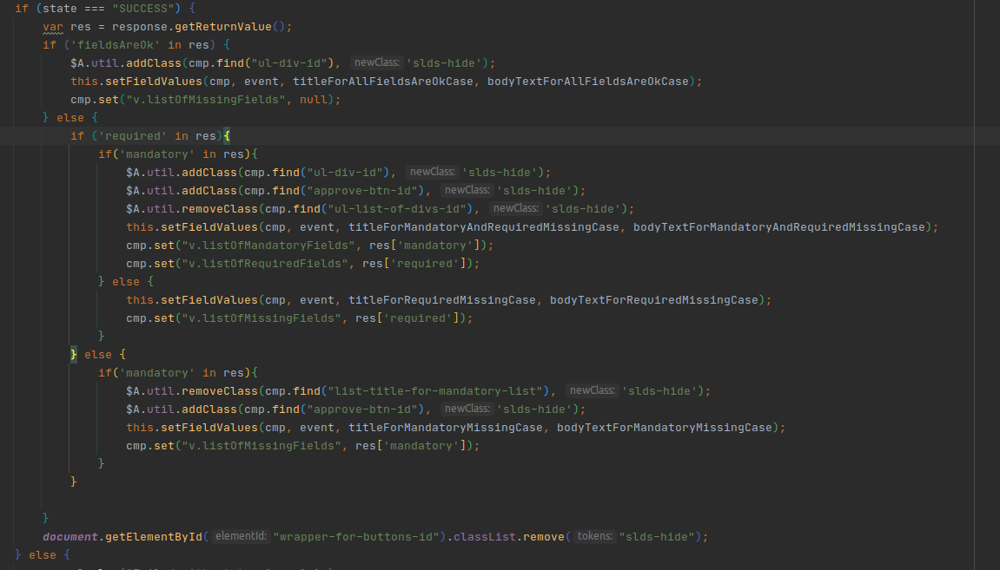 if (state === "SUCCESS") {
var res = response.getReturnValue();
if ('fieldsAreOk' in res) {
$A.util.addClass(cmp.find("ul-div-id"), newClass: 'slds-hide');
this.setFieldValues(cmp, event, titleForAllFieldsAreOkCase, bodyTextForAllFieldsAreOkCase);
cmp.set("v.listOfMissingFields", null);
} else {
if ('required' in res){
if('mandatory' in res){
$A.util.addClass(cmp.find("ul-div-id"), newClass: 'slds-hide');
$A.util.addClass(cmp.find("approve-btn-id"), newClass: 'slds-hide');
$A.util.removeClass(cmp.find("ul-list-of-divs-id"), newClass: 'slds-hide');
this.setFieldValues(cmp, event, titleForMandatoryAndRequiredMissingCase, bodyTextForMandatoryAndRequiredMissingCase);
cmp.set("v.listOfMandatoryFields", res['mandatory']);
cmp.set("v.listOfRequiredFields", res['required']);
} else {
this.setFieldValues(cmp, event, titleForRequiredMissingCase, bodyTextForRequiredMissingCase);
cmp.set("v.listOfMissingFields", res['required']);
}
} else {
if('mandatory' in res){
$A.util.removeClass(cmp.find("list-title-for-mandatory-list"), newClass: 'slds-hide');
$A.util.addClass(cmp.find("approve-btn-id"), newClass: 'slds-hide');
this.setFieldValues(cmp, event, titleForMandatoryMissingCase, bodyTextForMandatoryMissingCase);
cmp.set("v.listOfMissingFields", res['mandatory']);
}
}
}
document.getElementById( elementId: "wrapper-for-buttons-id").classList.remove( tokens: "slds-hide");
} else {